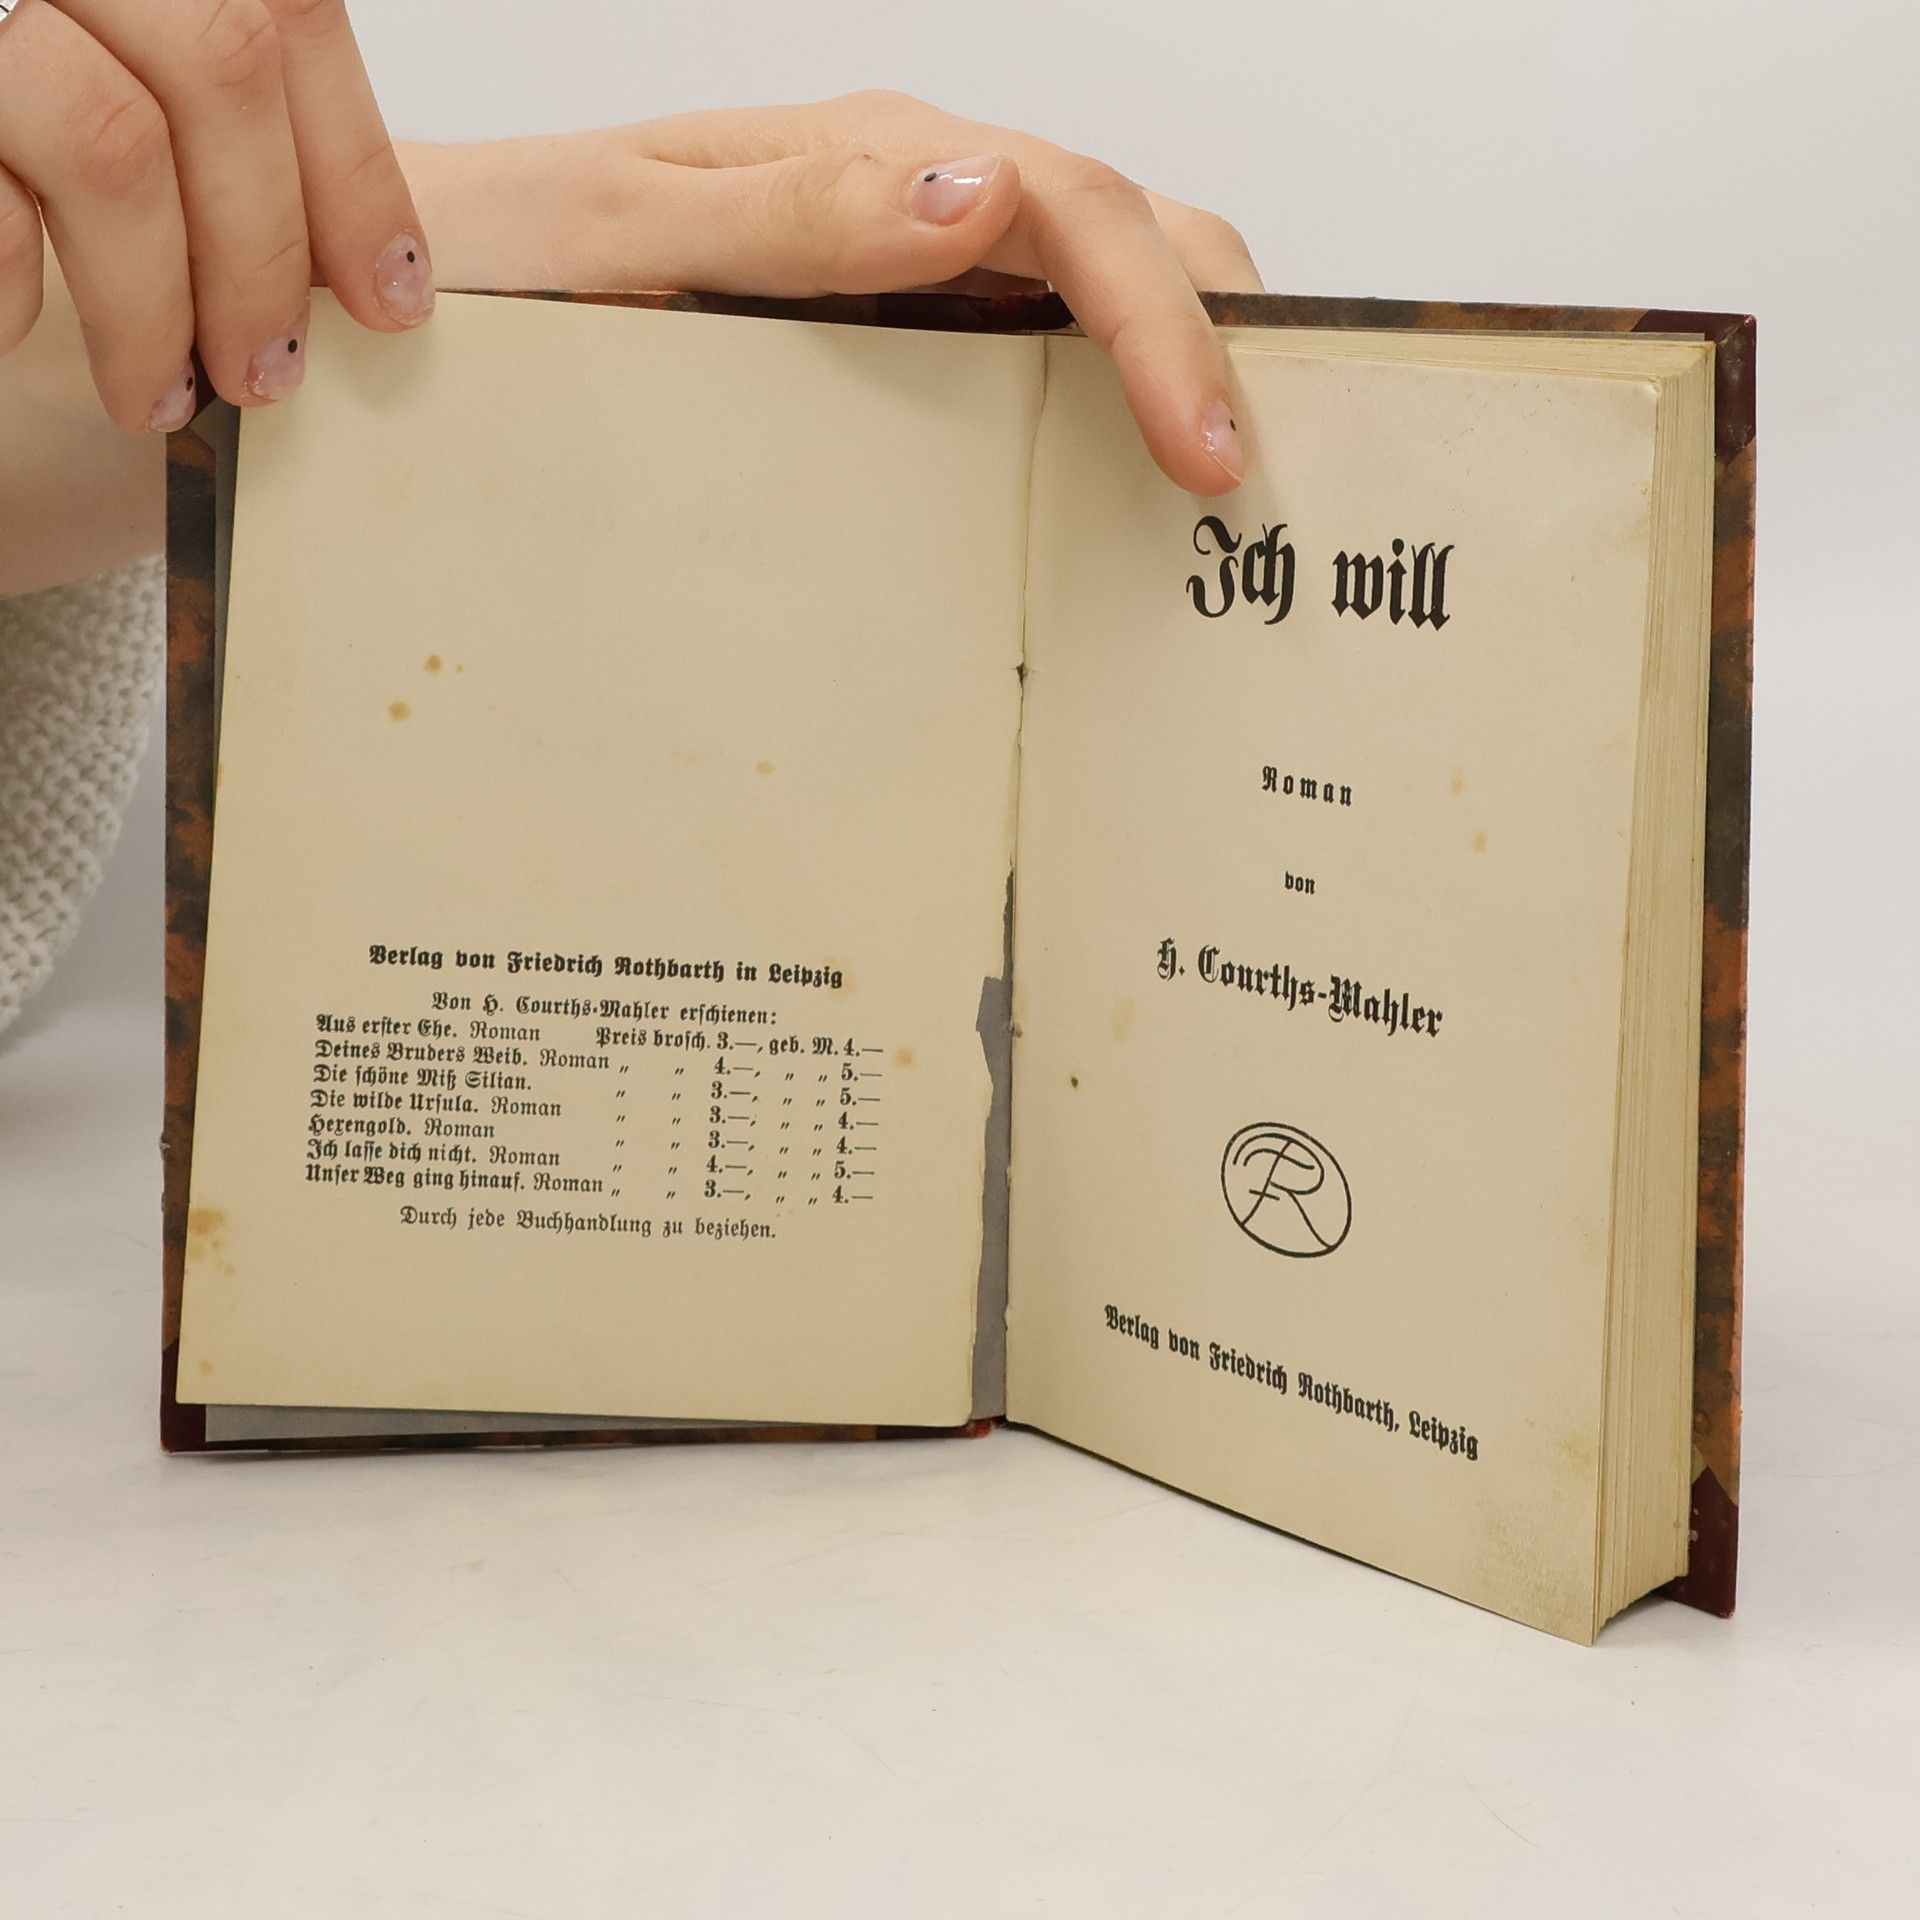 Verlag von Friedrich Rothbarth in Leipzig
Von H. Courths-Mahler erschienen:
Aus erster Ehe. Roman Preis brosch. 3.—, geb. M. 4.—
Deines Bruders Weib. Roman „ „ 4.—, „ „ 5.—
Die schöne Miß Lilian. „ „ 3.—, „ „ 5.—
Die wilde Ursula. Roman „ „ 3.—, „ „ 4.—
Hexengold. Roman „ „ 3.—, „ „ 4.—
Ich lasse dich nicht. Roman „ „ 4.—, „ „ 5.—
Unser Weg ging hinauf. Roman „ „ 3.—, „ „ 4.—
Durch jede Buchhandlung zu beziehen.
Ich will
Roman
von
H. Courths-Mahler
FR
Verlag von Friedrich Rothbarth, Leipzig